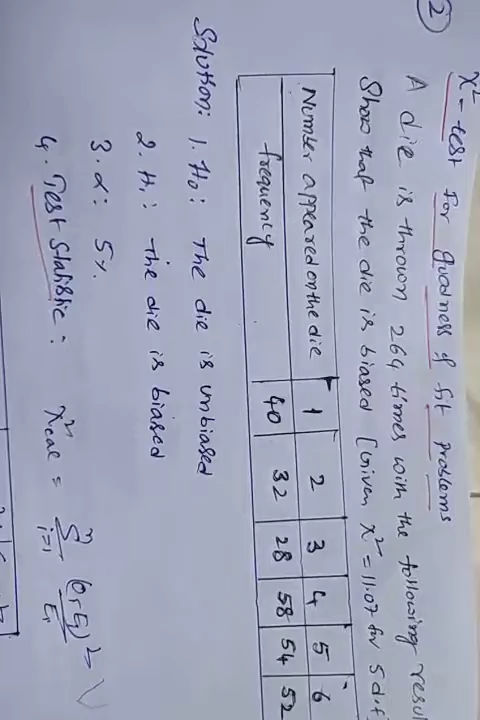 2
χ²-test for goodness of fit problems
A die is thrown 264 times with the following resu
Show that the die is biased [Given χ² = 11.07 for 5 d.f
Number appeared on the die 1 2 3 4 5 6
frequency 40 32 28 58 54 52
Solution: 1. H₀: The die is unbiased
2. H₁: The die is biased
3. α: 5%
4. Test Statistic: χ²cal = Σ i=1 n (Oi-Ei)²/Ei